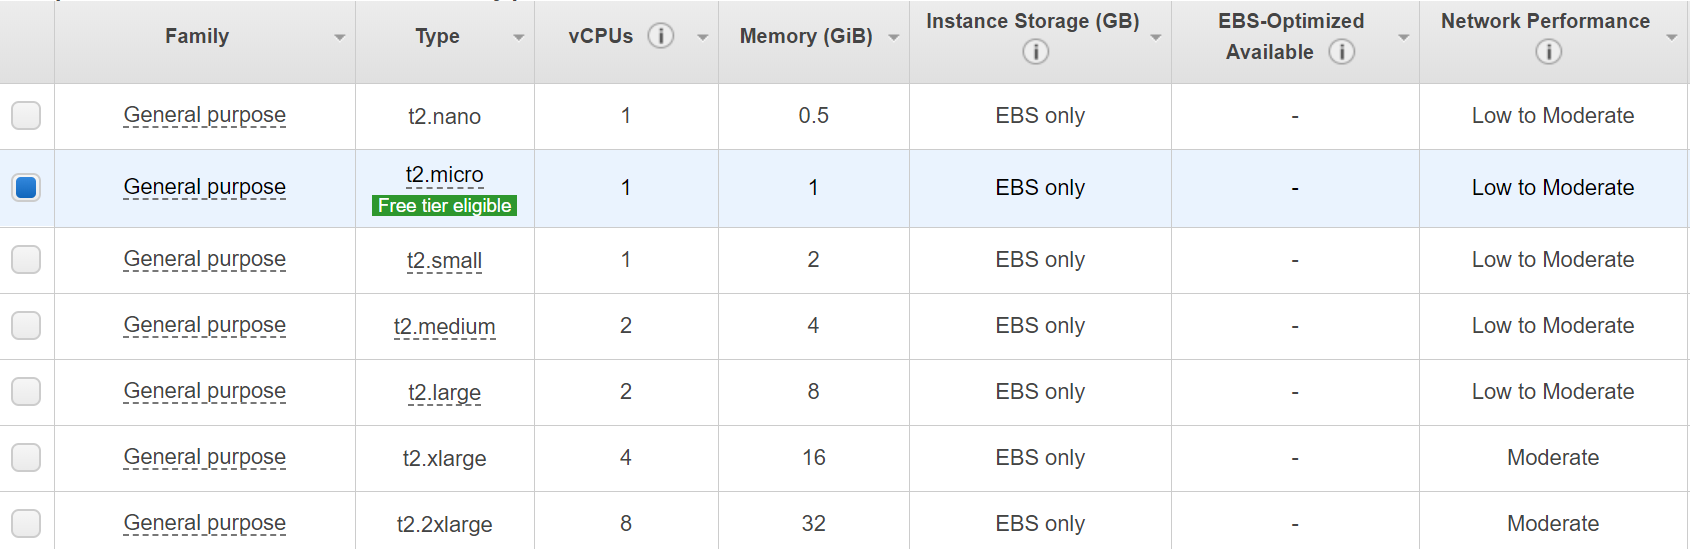 Family Type vCPUs Memory (GiB) Instance Storage (GB) EBS-Optimized Available Network Performance
General purpose t2.nano 1 0.5 EBS only - Low to Moderate
General purpose t2.micro Free tier eligible 1 1 EBS only - Low to Moderate
General purpose t2.small 1 2 EBS only - Low to Moderate
General purpose t2.medium 2 4 EBS only - Low to Moderate
General purpose t2.large 2 8 EBS only - Low to Moderate
General purpose t2.xlarge 4 16 EBS only - Moderate
General purpose t2.2xlarge 8 32 EBS only - Moderate